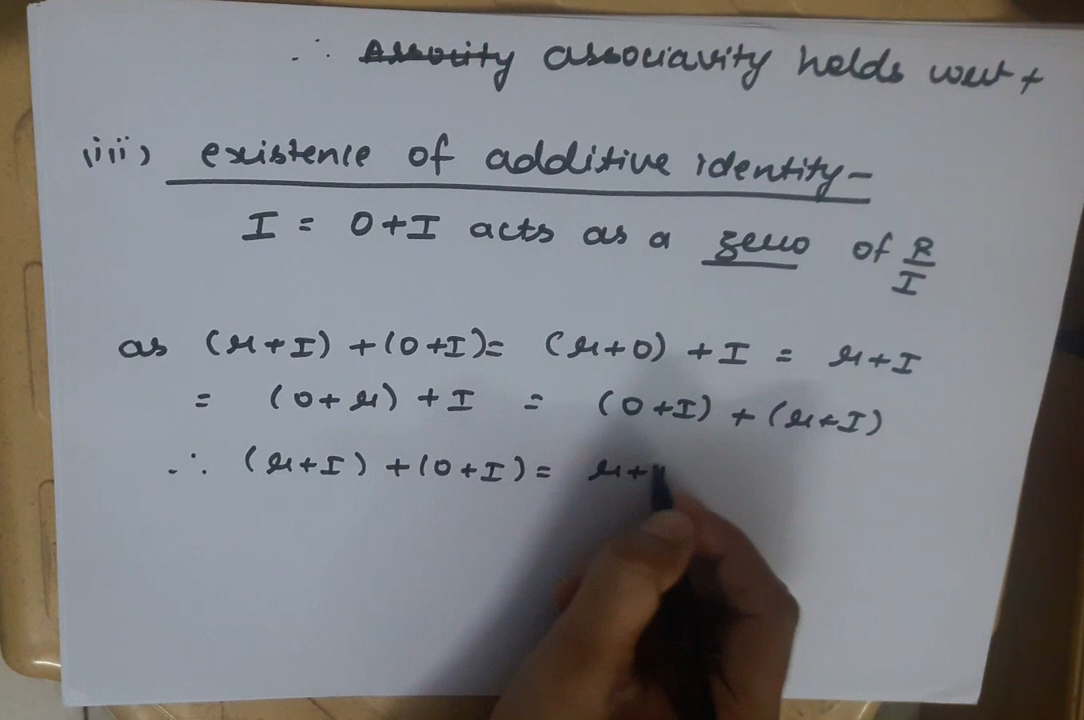 ∴ Associty associavity holds wrt +
(iii) existence of additive identity -
I = 0+I acts as a zero of R/I
as (r+I) + (0+I) = (r+0) + I = r+I
= (0+r) + I = (0+I) + (r+I)
∴ (r+I) + (0+I) = r+